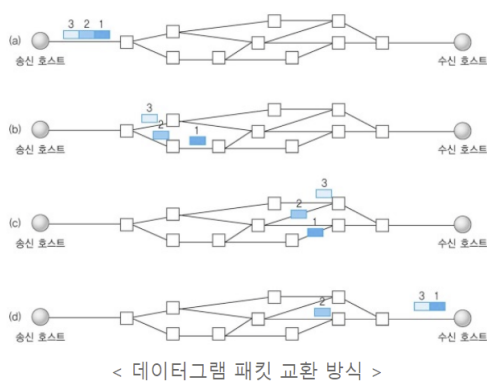 3 2 1
(a)
송신 호스트 수신 호스트
3
2 1
(b)
송신 호스트 수신 호스트
3
2
1
(c)
송신 호스트 수신 호스트
2 3 1
(d)
송신 호스트 수신 호스트
< 데이터그램 패킷 교환 방식 >